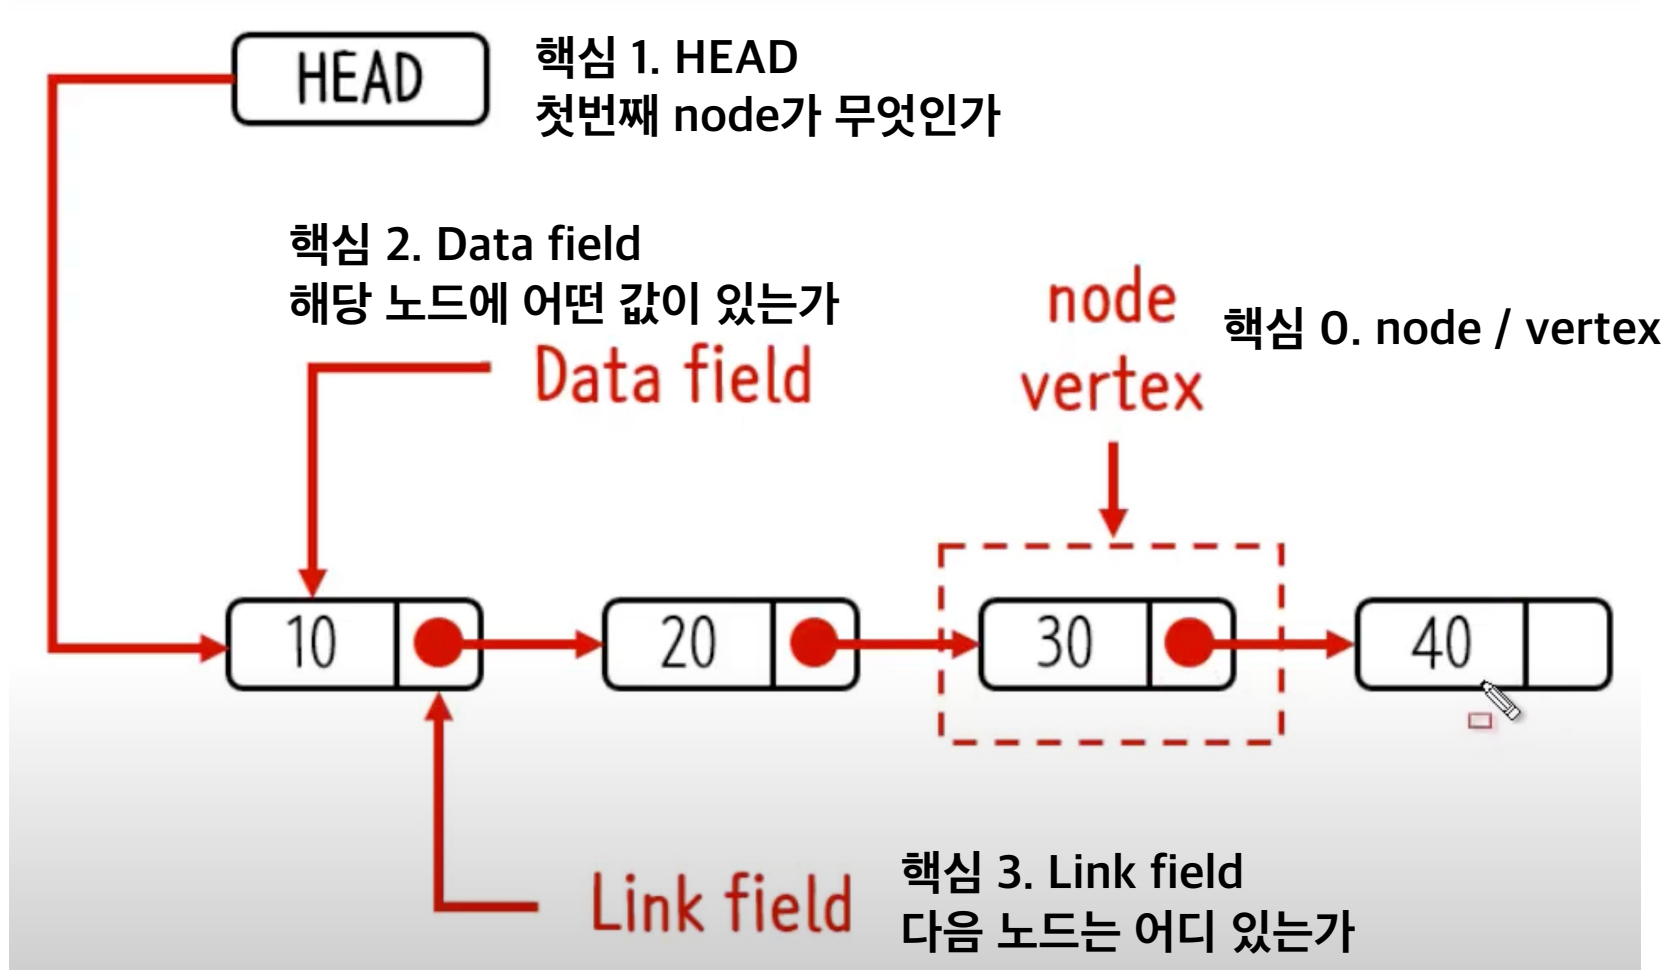 HEAD
핵심 1. HEAD
첫번째 node가 무엇인가
핵심 2. Data field
해당 노드에 어떤 값이 있는가
Data field
node
vertex
핵심 0. node / vertex
10
20
30
40
Link field
핵심 3. Link field
다음 노드는 어디 있는가